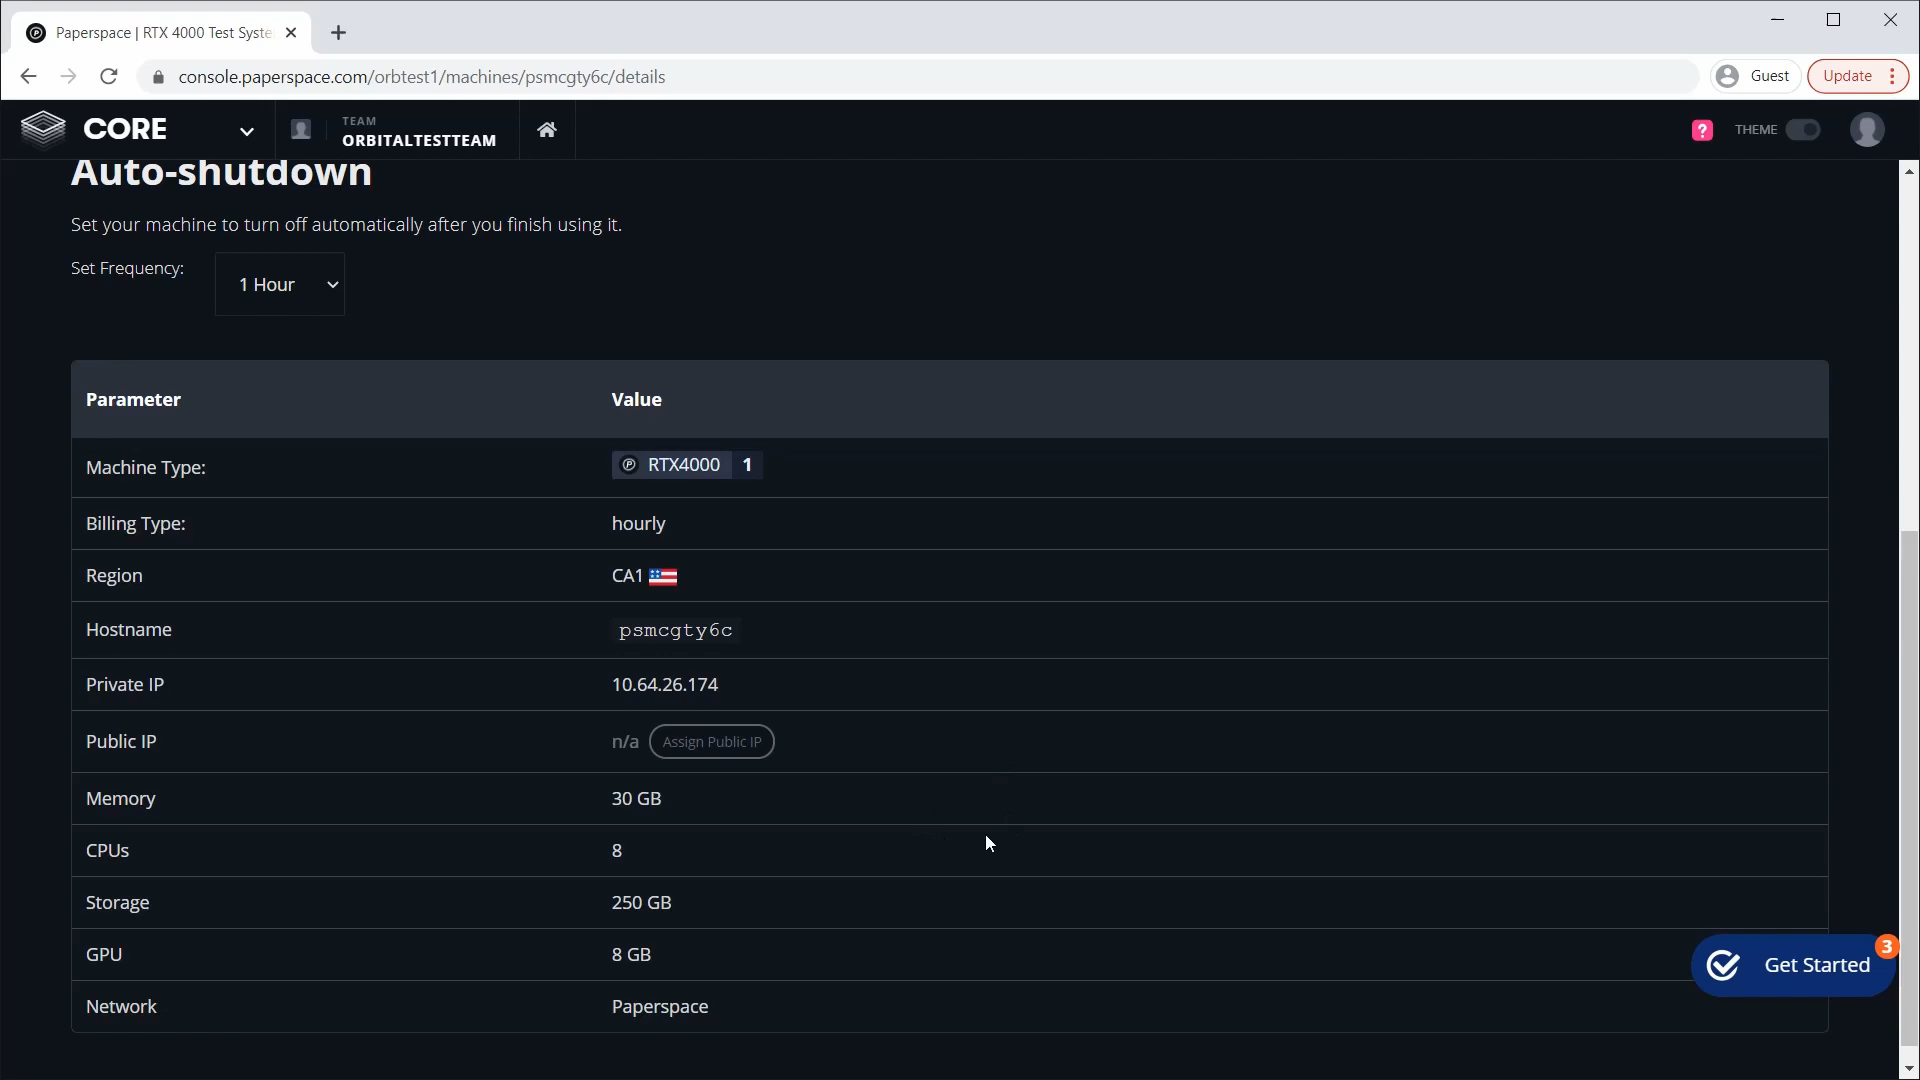 Paperspace | RTX 4000 Test Syste
console.paperspace.com/orbtest1/machines/psmcgty6c/details
Guest
Update
CORE
TEAM
ORBITALTESTTEAM
?
THEME
Auto-shutdown
Set your machine to turn off automatically after you finish using it.
Set Frequency:
1 Hour
Parameter Value
Machine Type: RTX4000 1
Billing Type: hourly
Region CA1
Hostname psmcgty6c
Private IP 10.64.26.174
Public IP n/a Assign Public IP
Memory 30 GB
CPUs 8
Storage 250 GB
GPU 8 GB
Network Paperspace
Get Started
3